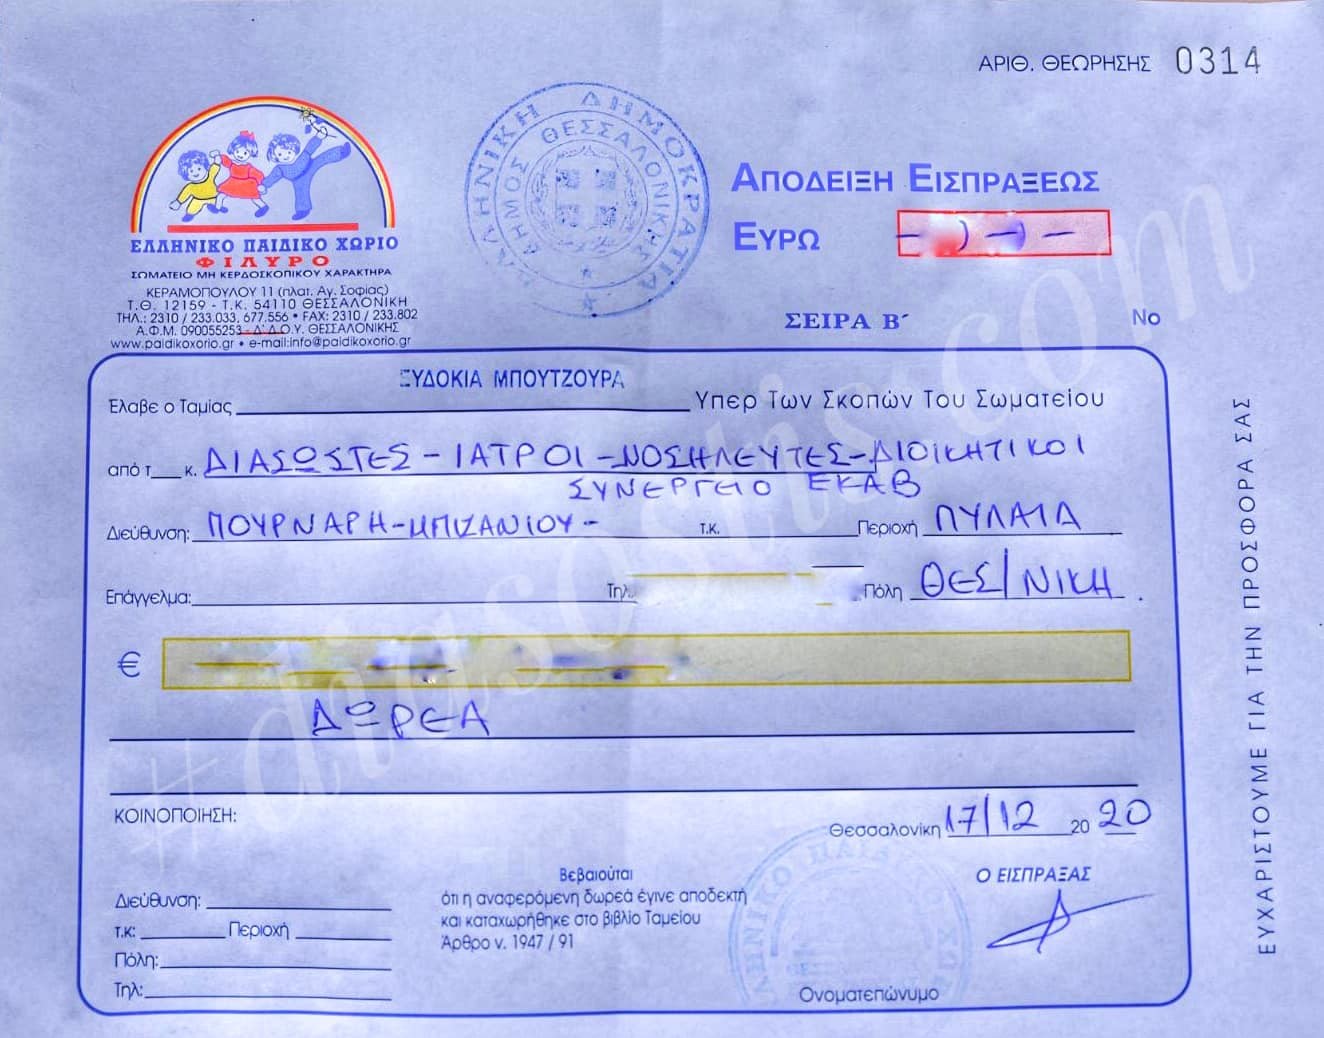 ΑΡΙΘ. ΘΕΩΡΗΣΗΣ 0314
ΕΛΛΗΝΙΚΗ ΔΗΜΟΚΡΑΤΙΑ
ΔΗΜΟΣ ΘΕΣΣΑΛΟΝΙΚΗΣ
ΑΠΟΔΕΙΞΗ ΕΙΣΠΡΑΞΕΩΣ
ΕΥΡΩ
ΕΛΛΗΝΙΚΟ ΠΑΙΔΙΚΟ ΧΩΡΙΟ
ΦΙΛΥΡΟ
ΣΩΜΑΤΕΙΟ ΜΗ ΚΕΡΔΟΣΚΟΠΙΚΟΥ ΧΑΡΑΚΤΗΡΑ
ΚΕΡΑΜΟΠΟΥΛΟΥ 11 (πλατ. Αγ. Σοφίας)
Τ.Θ. 12159 - Τ.Κ. 54110 ΘΕΣΣΑΛΟΝΙΚΗ
ΤΗΛ.: 2310 / 233.033, 677.556 • FAX: 2310 / 233.802
Α.Φ.Μ. 090055253 - Δ' Δ.Ο.Υ. ΘΕΣΣΑΛΟΝΙΚΗΣ
www.paidikoxorio.gr • e-mail:info@paidikoxorio.gr
ΣΕΙΡΑ Β´ Νο
ΕΥΔΟΚΙΑ ΜΠΟΥΤΖΟΥΡΑ
Έλαβε ο Ταμίας Υπερ Των Σκοπών Του Σωματείου
από τ κ. ΔΙΑΣΩΣΤΕΣ - ΙΑΤΡΟΙ - ΝΟΣΗΛΕΥΤΕΣ - ΔΙΟΙΚΗΤΙΚΟΙ
ΣΥΝΕΡΓΕΙΟ ΕΚΑΒ
Διεύθυνση: ΠΟΥΡΝΑΡΗ - ΜΠΙΖΑΝΙΟΥ - τ.κ. Περιοχή ΠΥΛΑΙΑ
Επάγγελμα: Τηλ. Πόλη ΘΕΣ/ΝΙΚΗ
€
ΔΩΡΕΑ
ΚΟΙΝΟΠΟΙΗΣΗ:
Θεσσαλονίκη 17/12 2020
Ο ΕΙΣΠΡΑΞΑΣ
Βεβαιούται
ότι η αναφερόμενη δωρεά έγινε αποδεκτή
και καταχωρήθηκε στο βιβλίο Ταμείου
Άρθρο ν. 1947 / 91
Διεύθυνση:
τ.κ: Περιοχή
Πόλη:
Τηλ:
Ονοματεπώνυμο
ΕΥΧΑΡΙΣΤΟΥΜΕ ΓΙΑ ΤΗΝ ΠΡΟΣΦΟΡΑ ΣΑΣ
#diasostis.com